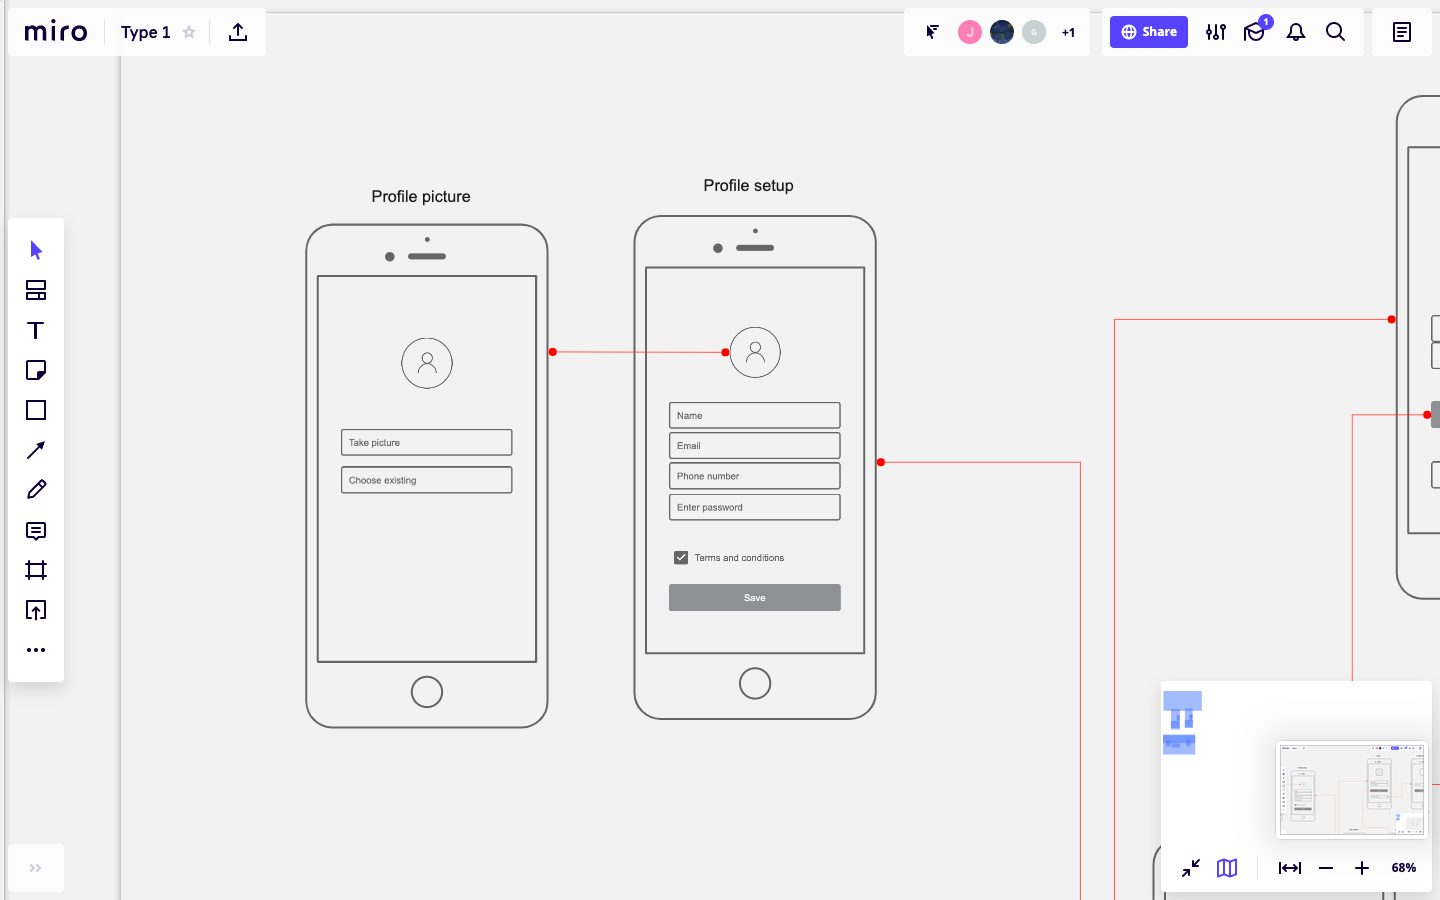 miro
Type 1
J
G
+1
Share
1
Profile picture
Profile setup
Take picture
Choose existing
Name
Email
Phone number
Enter password
Terms and conditions
Save
68%